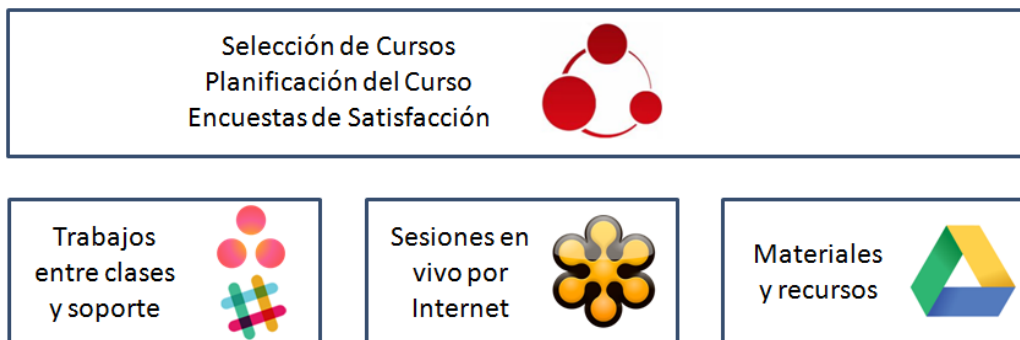 Selección de Cursos
Planificación del Curso
Encuestas de Satisfacción
Trabajos
entre clases
y soporte
Sesiones en
vivo por
Internet
Materiales
y recursos